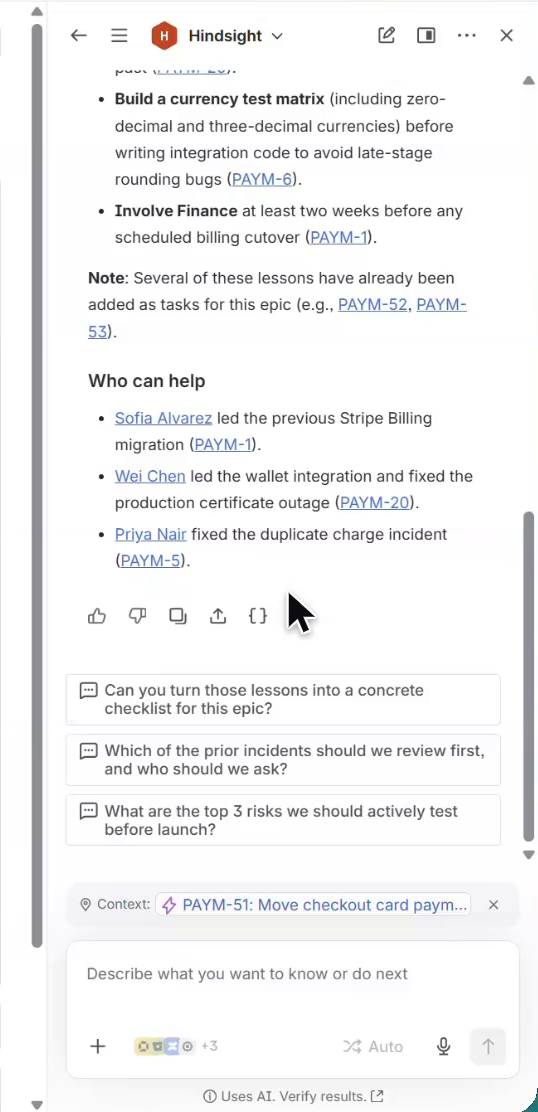 H Hindsight
past (PAYM-20).
• Build a currency test matrix (including zero-
decimal and three-decimal currencies) before
writing integration code to avoid late-stage
rounding bugs (PAYM-6).
• Involve Finance at least two weeks before any
scheduled billing cutover (PAYM-1).
Note: Several of these lessons have already been
added as tasks for this epic (e.g., PAYM-52, PAYM-
53).
Who can help
• Sofia Alvarez led the previous Stripe Billing
migration (PAYM-1).
• Wei Chen led the wallet integration and fixed the
production certificate outage (PAYM-20).
• Priya Nair fixed the duplicate charge incident
(PAYM-5).
Can you turn those lessons into a concrete
checklist for this epic?
Which of the prior incidents should we review first,
and who should we ask?
What are the top 3 risks we should actively test
before launch?
Context: PAYM-51: Move checkout card paym...
Describe what you want to know or do next
+3 Auto
Uses AI. Verify results.